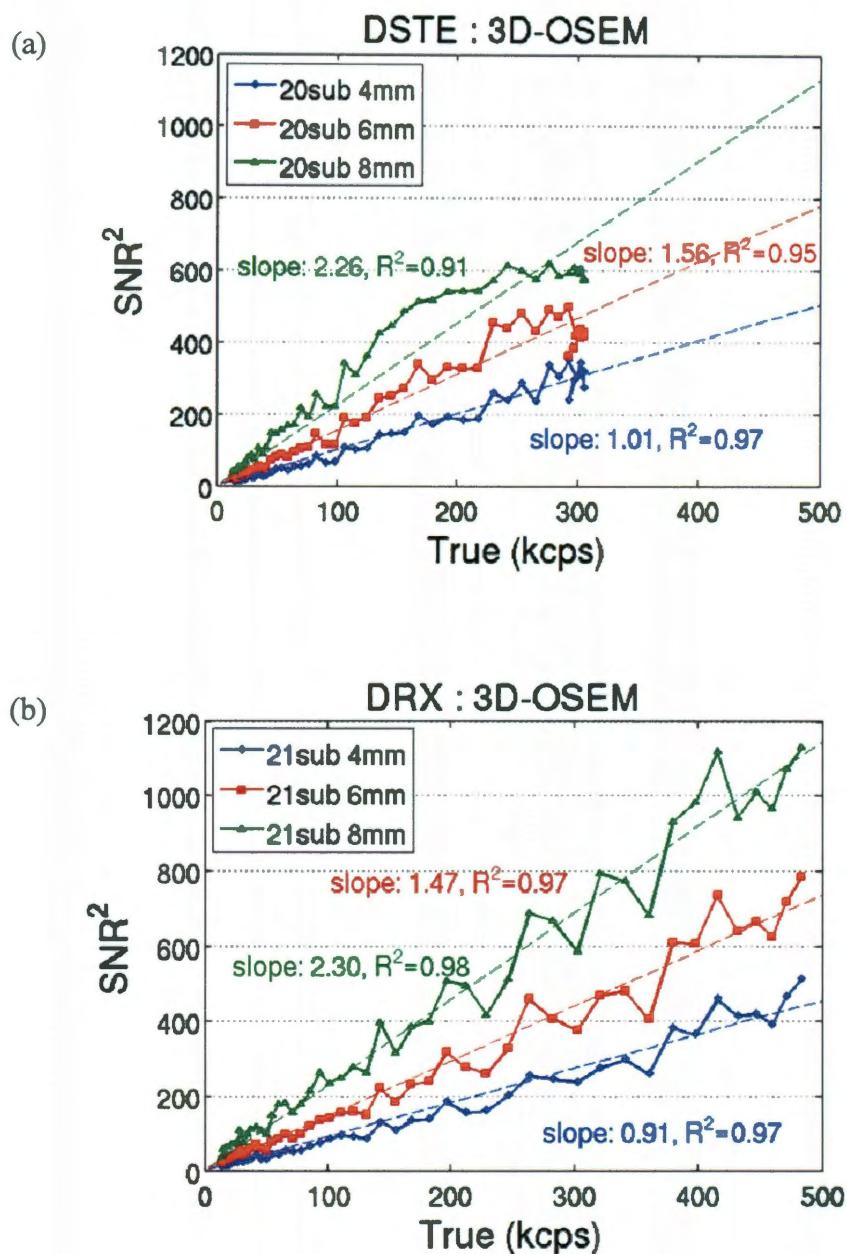 (a)
DSTE : 3D-OSEM
1200
1000
800
600
400
200
0
SNR²
20sub 4mm
20sub 6mm
20sub 8mm
slope: 2.26, R²=0.91
slope: 1.56, R²=0.95
slope: 1.01, R²=0.97
0 100 200 300 400 500
True (kcps)
(b)
DRX : 3D-OSEM
1200
1000
800
600
400
200
0
SNR²
21sub 4mm
21sub 6mm
21sub 8mm
slope: 1.47, R²=0.97
slope: 2.30, R²=0.98
slope: 0.91, R²=0.97
0 100 200 300 400 500
True (kcps)